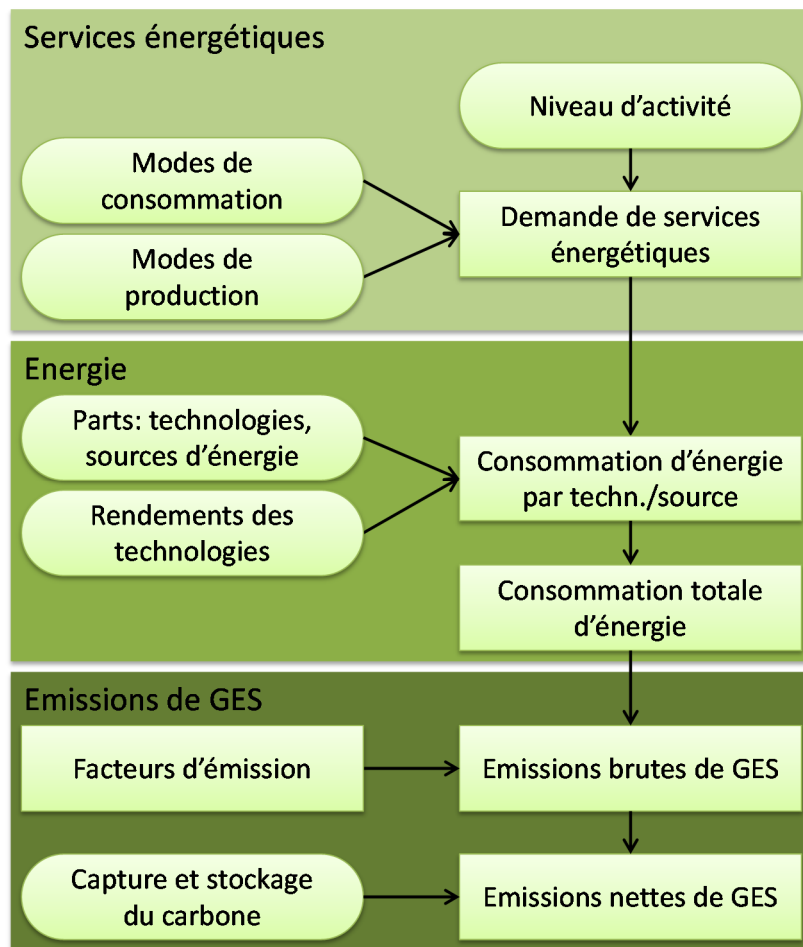 Services énergétiques
Niveau d'activité
Modes de
consommation
Modes de
production
Demande de services
énergétiques
Energie
Parts: technologies,
sources d'énergie
Rendements des
technologies
Consommation d'énergie
par techn./source
Consommation totale
d'énergie
Emissions de GES
Facteurs d'émission
Emissions brutes de GES
Capture et stockage
du carbone
Emissions nettes de GES